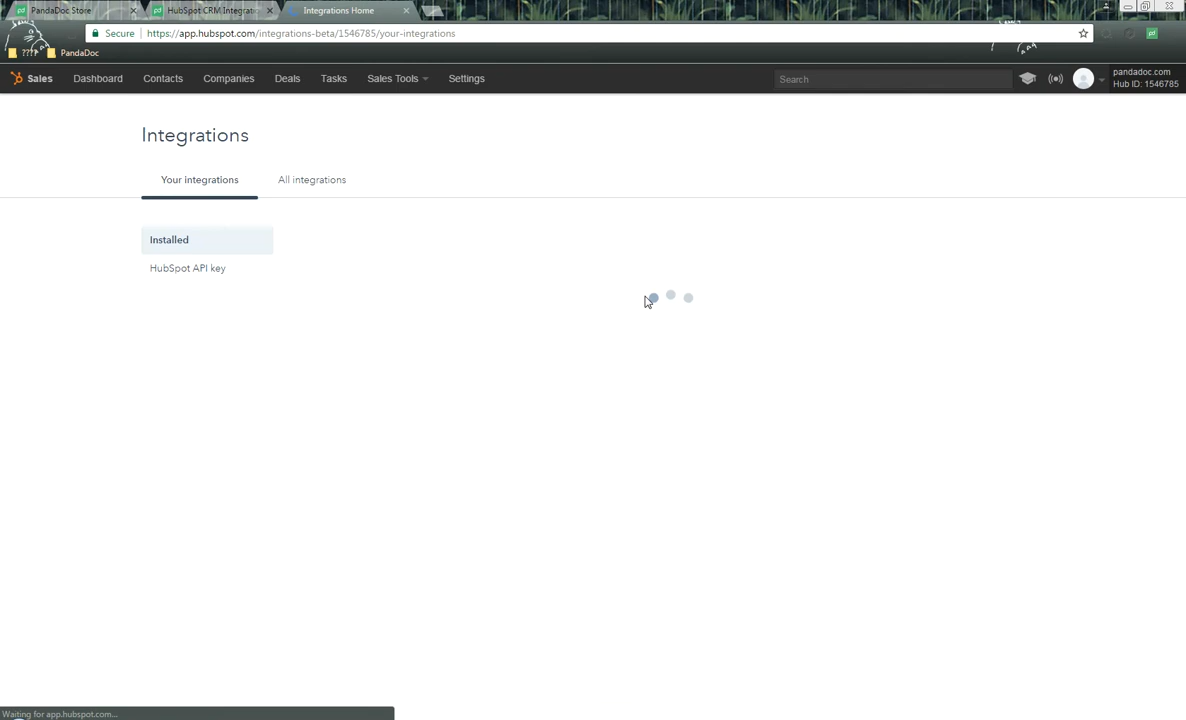 PandaDoc Store
HubSpot CRM Integratio
Integrations Home
Secure https://app.hubspot.com/integrations-beta/1546785/your-integrations
???? PandaDoc
Sales Dashboard Contacts Companies Deals Tasks Sales Tools Settings Search
pandadoc.com
Hub ID: 1546785
Integrations
Your integrations All integrations
Installed
HubSpot API key
Waiting for app.hubspot.com...